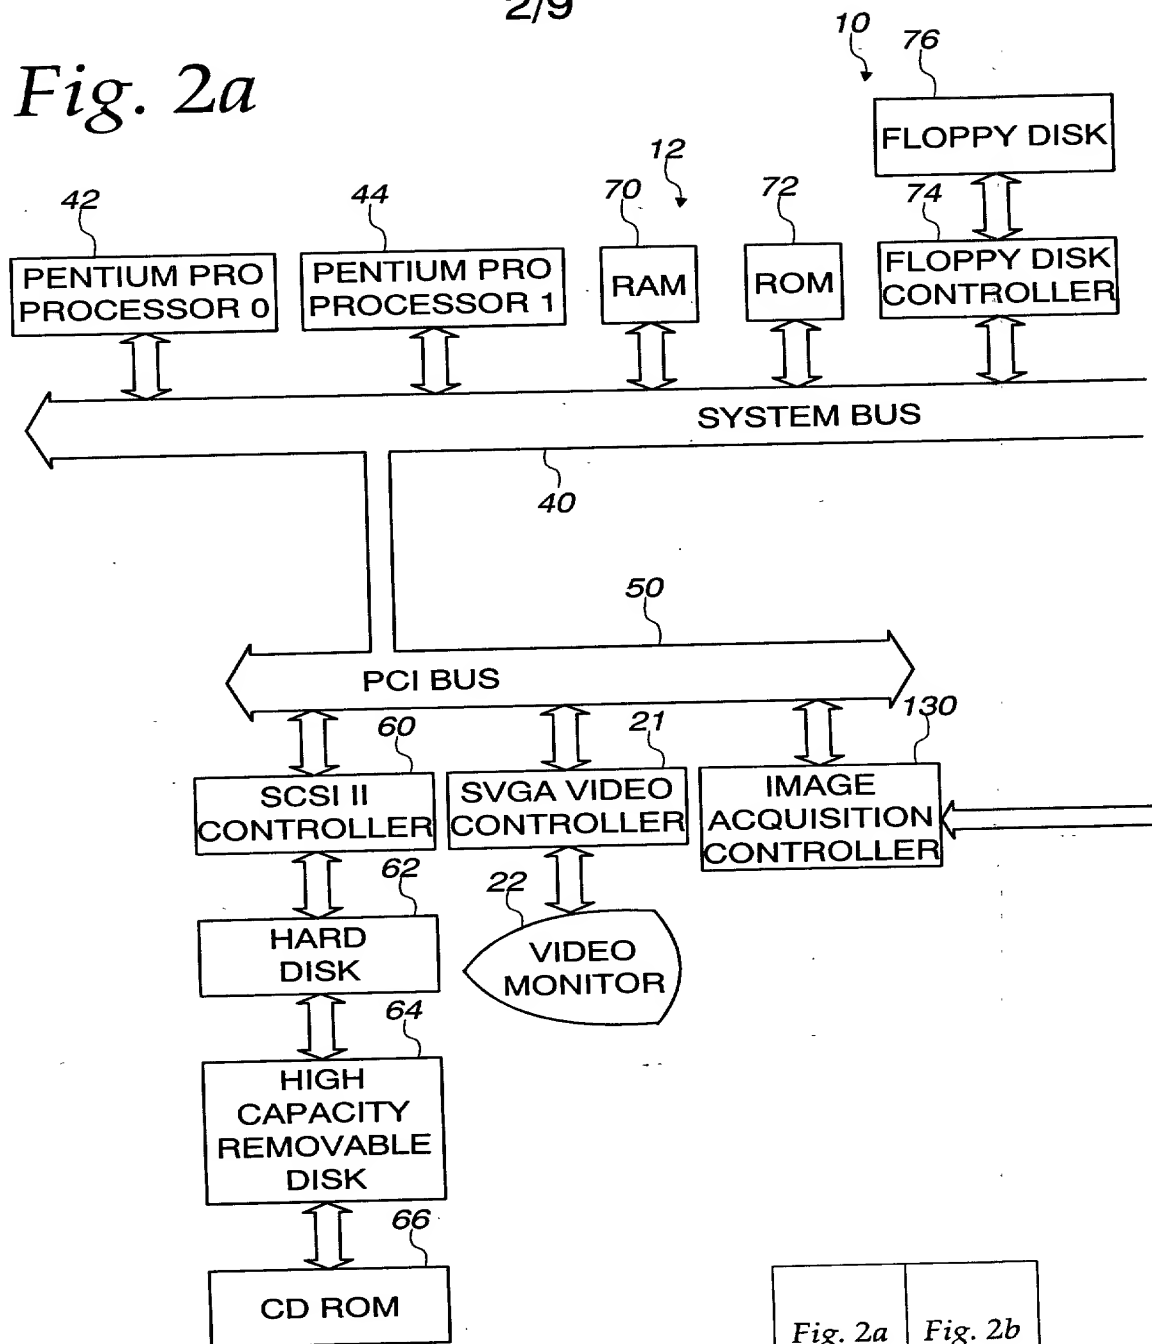 2/9
Fig. 2a
10
76
FLOPPY DISK
12
42
44
70
72
74
PENTIUM PRO
PROCESSOR 0
PENTIUM PRO
PROCESSOR 1
RAM
ROM
FLOPPY DISK
CONTROLLER
SYSTEM BUS
40
50
PCI BUS
60
21
130
SCSI II
CONTROLLER
SVGA VIDEO
CONTROLLER
IMAGE
ACQUISITION
CONTROLLER
62
22
HARD
DISK
VIDEO
MONITOR
64
HIGH
CAPACITY
REMOVABLE
DISK
66
CD ROM
Fig. 2a
Fig. 2b